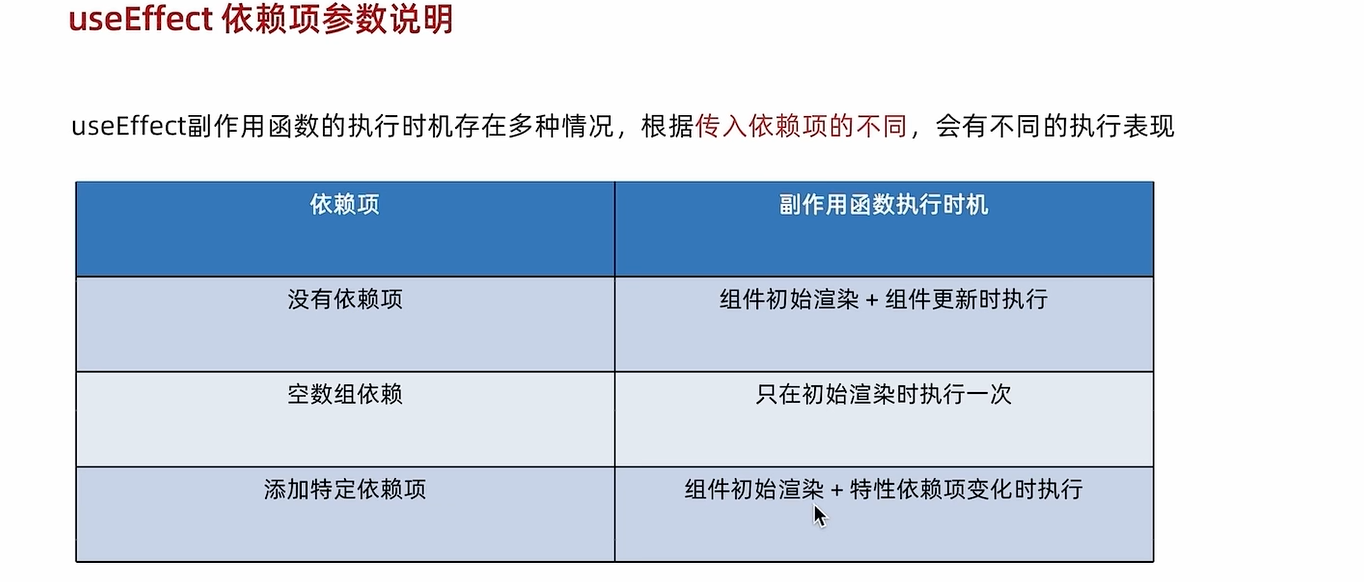 useEffect 依赖项参数说明
useEffect副作用函数的执行时机存在多种情况，根据传入依赖项的不同，会有不同的执行表现
依赖项 副作用函数执行时机
没有依赖项 组件初始渲染 + 组件更新时执行
空数组依赖 只在初始渲染时执行一次
添加特定依赖项 组件初始渲染 + 特性依赖项变化时执行